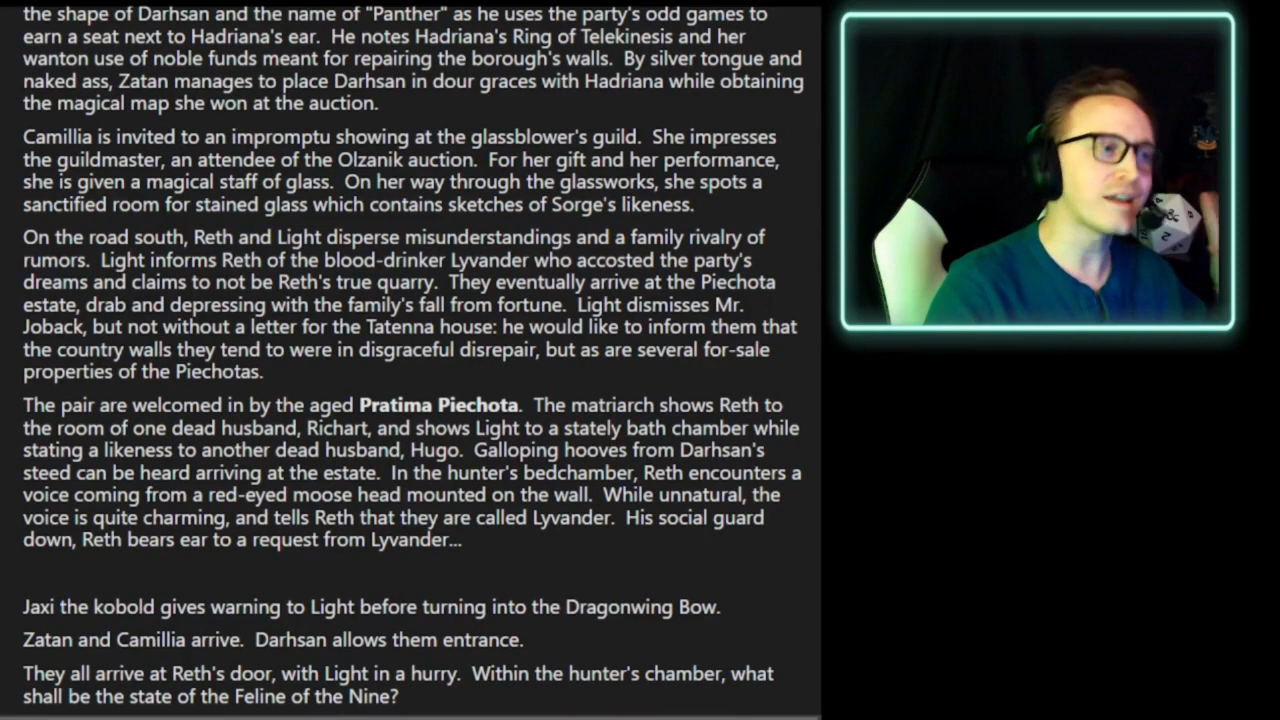 the shape of Darhsan and the name of "Panther" as he uses the party's odd games to
earn a seat next to Hadriana's ear. He notes Hadriana's Ring of Telekinesis and her
wanton use of noble funds meant for repairing the borough's walls. By silver tongue and
naked ass, Zatan manages to place Darhsan in dour graces with Hadriana while obtaining
the magical map she won at the auction.
Camillia is invited to an impromptu showing at the glassblower's guild. She impresses
the guildmaster, an attendee of the Olzanik auction. For her gift and her performance,
she is given a magical staff of glass. On her way through the glassworks, she spots a
sanctified room for stained glass which contains sketches of Sorge's likeness.
On the road south, Reth and Light disperse misunderstandings and a family rivalry of
rumors. Light informs Reth of the blood-drinker Lyvander who accosted the party's
dreams and claims to not be Reth's true quarry. They eventually arrive at the Piechota
estate, drab and depressing with the family's fall from fortune. Light dismisses Mr.
Joback, but not without a letter for the Tatenna house: he would like to inform them that
the country walls they tend to were in disgraceful disrepair, but as are several for-sale
properties of the Piechotas.
The pair are welcomed in by the aged Pratima Piechota. The matriarch shows Reth to
the room of one dead husband, Richart, and shows Light to a stately bath chamber while
stating a likeness to another dead husband, Hugo. Galloping hooves from Darhsan's
steed can be heard arriving at the estate. In the hunter's bedchamber, Reth encounters a
voice coming from a red-eyed moose head mounted on the wall. While unnatural, the
voice is quite charming, and tells Reth that they are called Lyvander. His social guard
down, Reth bears ear to a request from Lyvander...
Jaxi the kobold gives warning to Light before turning into the Dragonwing Bow.
Zatan and Camillia arrive. Darhsan allows them entrance.
They all arrive at Reth's door, with Light in a hurry. Within the hunter's chamber, what
shall be the state of the Feline of the Nine?